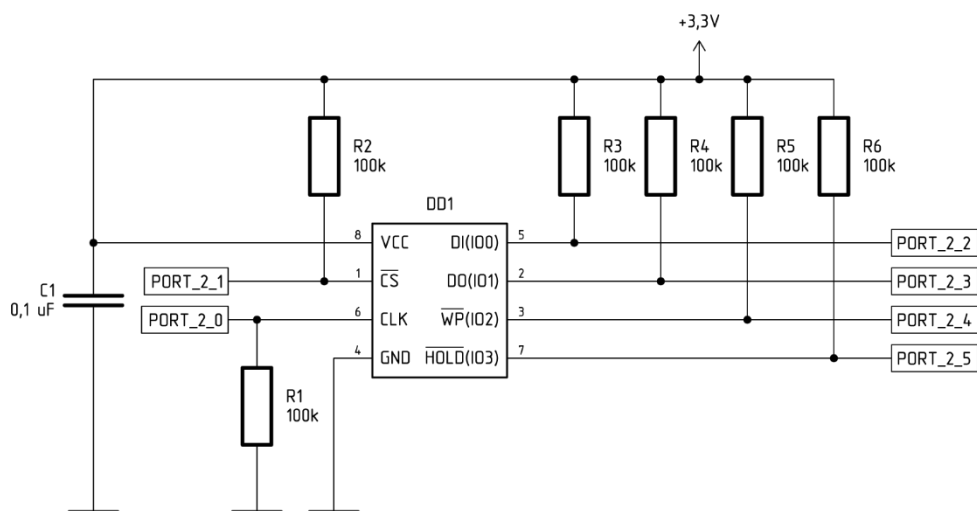 +3,3V
R2
100k
R3
100k
R4
100k
R5
100k
R6
100k
DD1
8
VCC
DI(IO0)
5
PORT_2_2
PORT_2_1
1
CS
DO(IO1)
2
PORT_2_3
C1
0,1 uF
PORT_2_0
6
CLK
WP(IO2)
3
PORT_2_4
4
GND
HOLD(IO3)
7
PORT_2_5
R1
100k